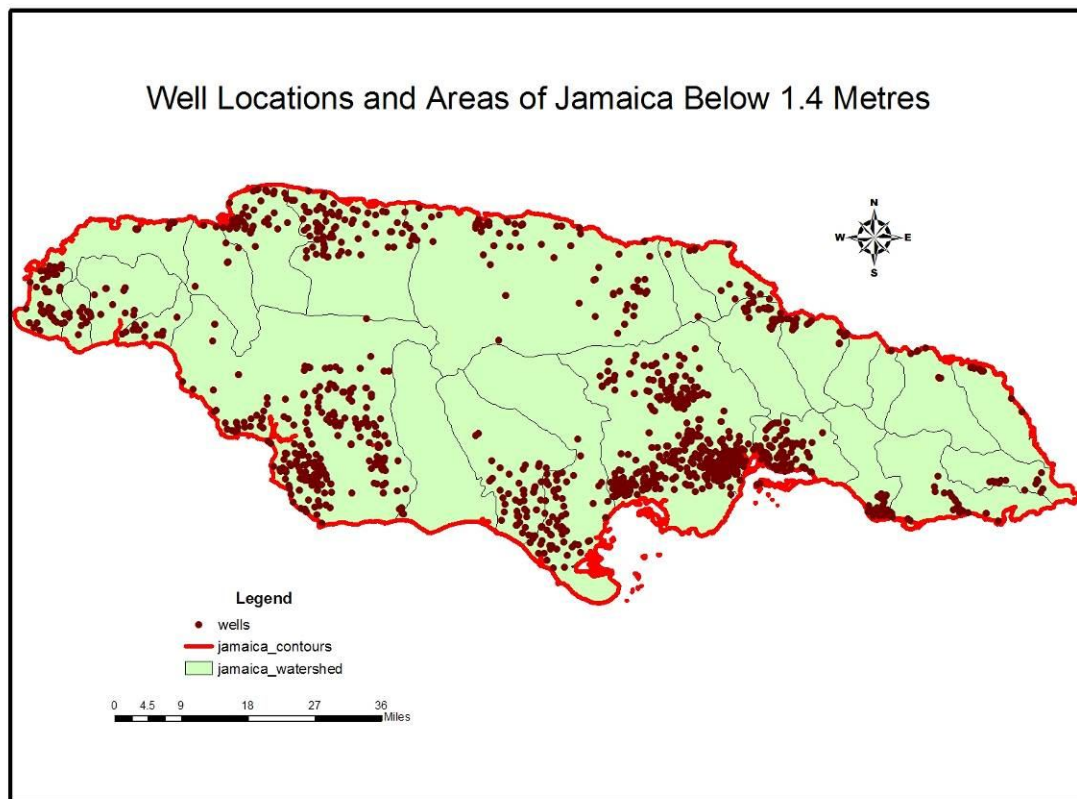 Well Locations and Areas of Jamaica Below 1.4 Metres
N
W E
S
Legend
wells
jamaica_contours
jamaica_watershed
0 4.5 9 18 27 36
Miles